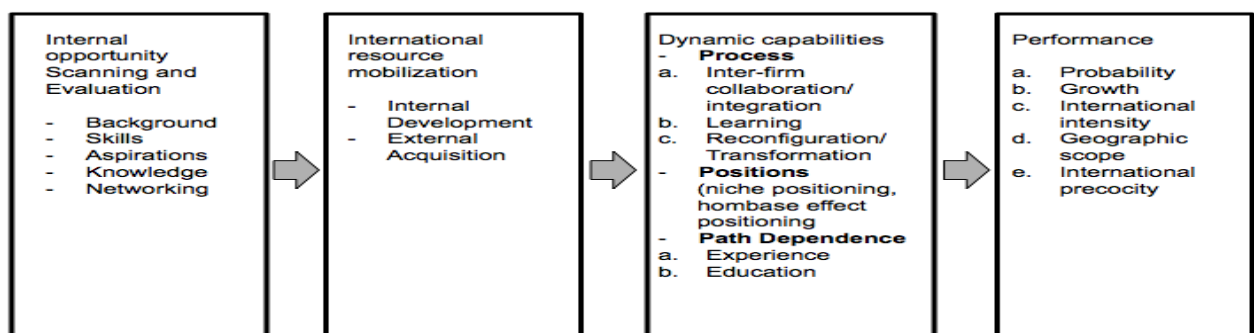 Internal
opportunity
Scanning and
Evaluation
- Background
- Skills
- Aspirations
- Knowledge
- Networking
International
resource
mobilization
- Internal
Development
- External
Acquisition
Dynamic capabilities
- Process
a. Inter-firm
collaboration/
integration
b. Learning
c. Reconfiguration/
Transformation
- Positions
(niche positioning,
hombase effect
positioning
- Path Dependence
a. Experience
b. Education
Performance
a. Probability
b. Growth
c. International
intensity
d. Geographic
scope
e. International
precocity